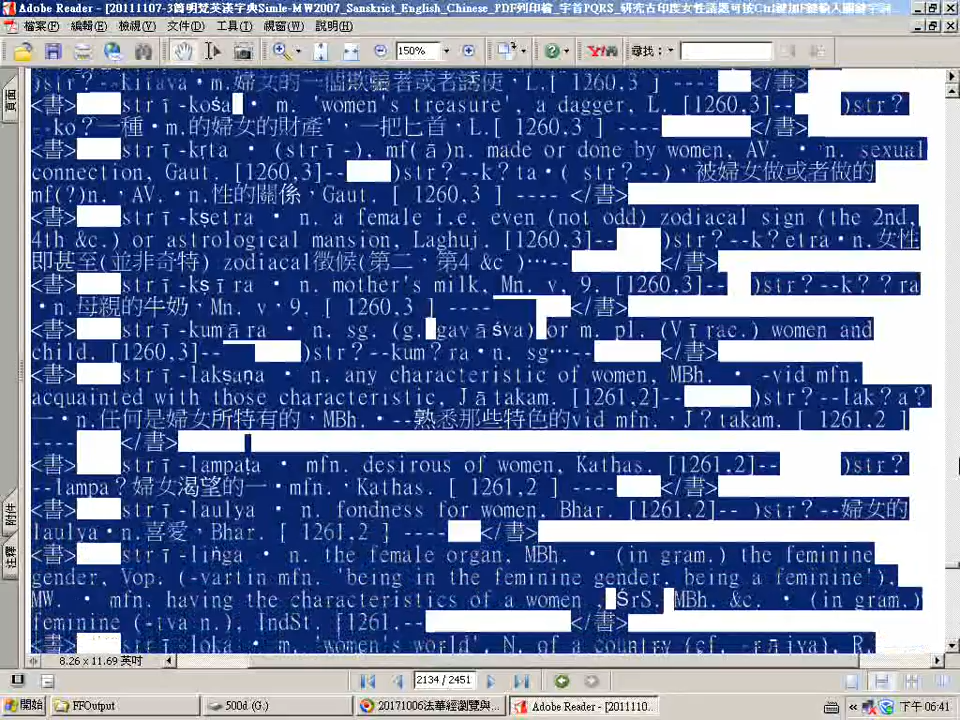 Adobe Reader - [20111107-3簡明梵英漢字典Simle-MW2007_Sanskrict_English_Chinese_PDF列印檔_字首PQRS_研究古印度女性議題可按Ctrl鍵加F鍵輸入關鍵字詞
檔案(F) 編輯(E) 檢視(V) 文件(D) 工具(T) 視窗(W) 說明(H)
150% 尋找：
頁面
附件
注釋
)str？--kitava‧m.婦女的一個欺騙者或者誘使，L.[ 1260,3 ] ---- </書>
<書> strī-kośa ‧ m. 'women's treasure', a dagger, L. [1260,3]-- )str？
--ko？一種‧m.的婦女的財產'，一把匕首，L.[ 1260,3 ] ---- </書>
<書> strī-kṛta ‧ (strī-), mf(ā)n. made or done by women, AV. ‧ n. sexual
connection, Gaut. [1260,3]-- )str？--k？ta‧( str？--)，被婦女做或者做的
mf(?)n.，AV.‧n.性的關係，Gaut.[ 1260,3 ] ---- </書>
<書> strī-kṣetra ‧ n. a female i.e. even (not odd) zodiacal sign (the 2nd,
4th &c.) or astrological mansion, Laghuj. [1260,3]-- )str？--k？etra‧n.女性
即甚至(並非奇特) zodiacal徵候(第二，第4 &c )…-- </書>
<書> strī-kṣīra ‧ n. mother's milk, Mn. v, 9. [1260,3]-- )str？--k？？ra
‧n.母親的牛奶，Mn. v，9. [ 1260,3 ] ---- </書>
<書> strī-kumāra ‧ n. sg. (g. gavāśva) or m. pl. (Vīrac.) women and
child. [1260,3]-- )str？--kum？ra‧n. sg…-- </書>
<書> strī-lakṣaṇa ‧ n. any characteristic of women, MBh. ‧ -vid mfn.
acquainted with those characteristic, Jātakam. [1261,2]-- )str？--lak？a？
一‧n.任何是婦女所特有的，MBh.‧--熟悉那些特色的vid mfn.，J？takam.[ 1261,2 ]
---- </書>
<書> strī-lampaṭa ‧ mfn. desirous of women, Kathas. [1261,2]-- )str？
--lampa？婦女渴望的一‧mfn.，Kathas.[ 1261,2 ] ---- </書>
<書> strī-laulya ‧ n. fondness for women, Bhar. [1261,2]-- )str？--婦女的
laulya‧n.喜愛，Bhar.[ 1261,2 ] ---- </書>
<書> strī-liṅga ‧ n. the female organ, MBh. ‧ (in gram.) the feminine
gender, Vop. (-vartin mfn. 'being in the feminine gender, being a feminine'),
MW. ‧ mfn. having the characteristics of a women , ŚrS. MBh. &c. ‧ (in gram.)
feminine (-tva n.), IndSt. [1261.-- </書>
<書> strī-loka ‧ m. 'women's world', N. of a country (cf. -rājya), R.
8.26 x 11.69 英吋
2134 / 2451
開始 FFOutput 500d (G:) 20171006法華經瀏覽與... Adobe Reader - [2011110... 下午 06:41